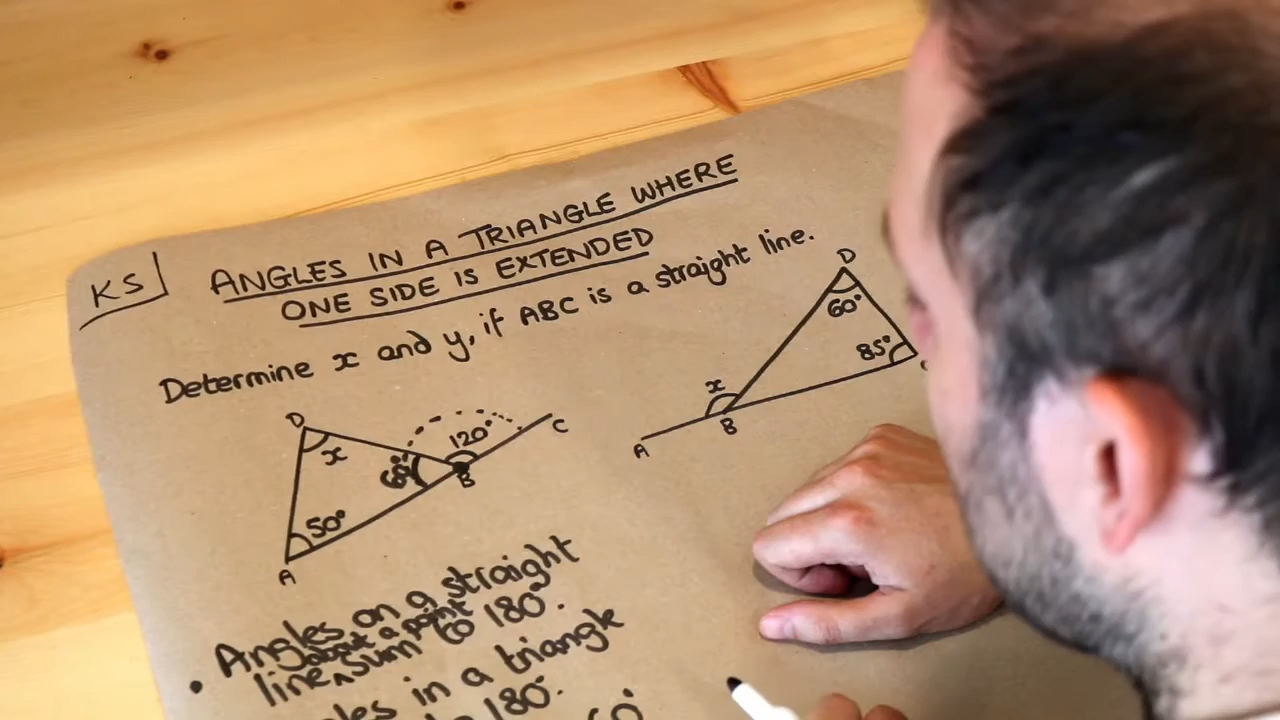 KS
ANGLES IN A TRIANGLE WHERE
ONE SIDE IS EXTENDED
Determine x and y, if ABC is a straight line.
D
x
60°
120°
C
B
50°
A
D
60°
85°
x
B
A
• Angles on a straight
about a point
line ^ sum to 180°.
in a triangle
180°.
60°